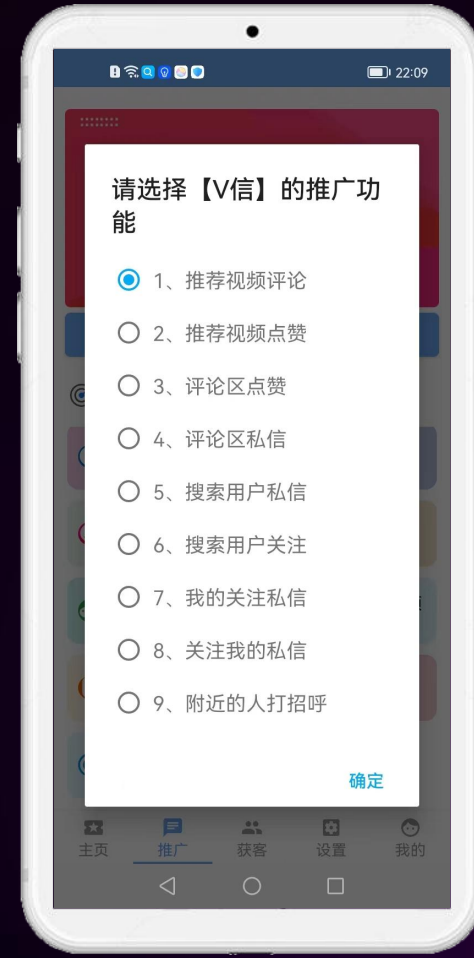 22:09
请选择【V信】的推广功
能
1、推荐视频评论
2、推荐视频点赞
3、评论区点赞
4、评论区私信
5、搜索用户私信
6、搜索用户关注
7、我的关注私信
8、关注我的私信
9、附近的人打招呼
确定
主页 推广 获客 设置 我的